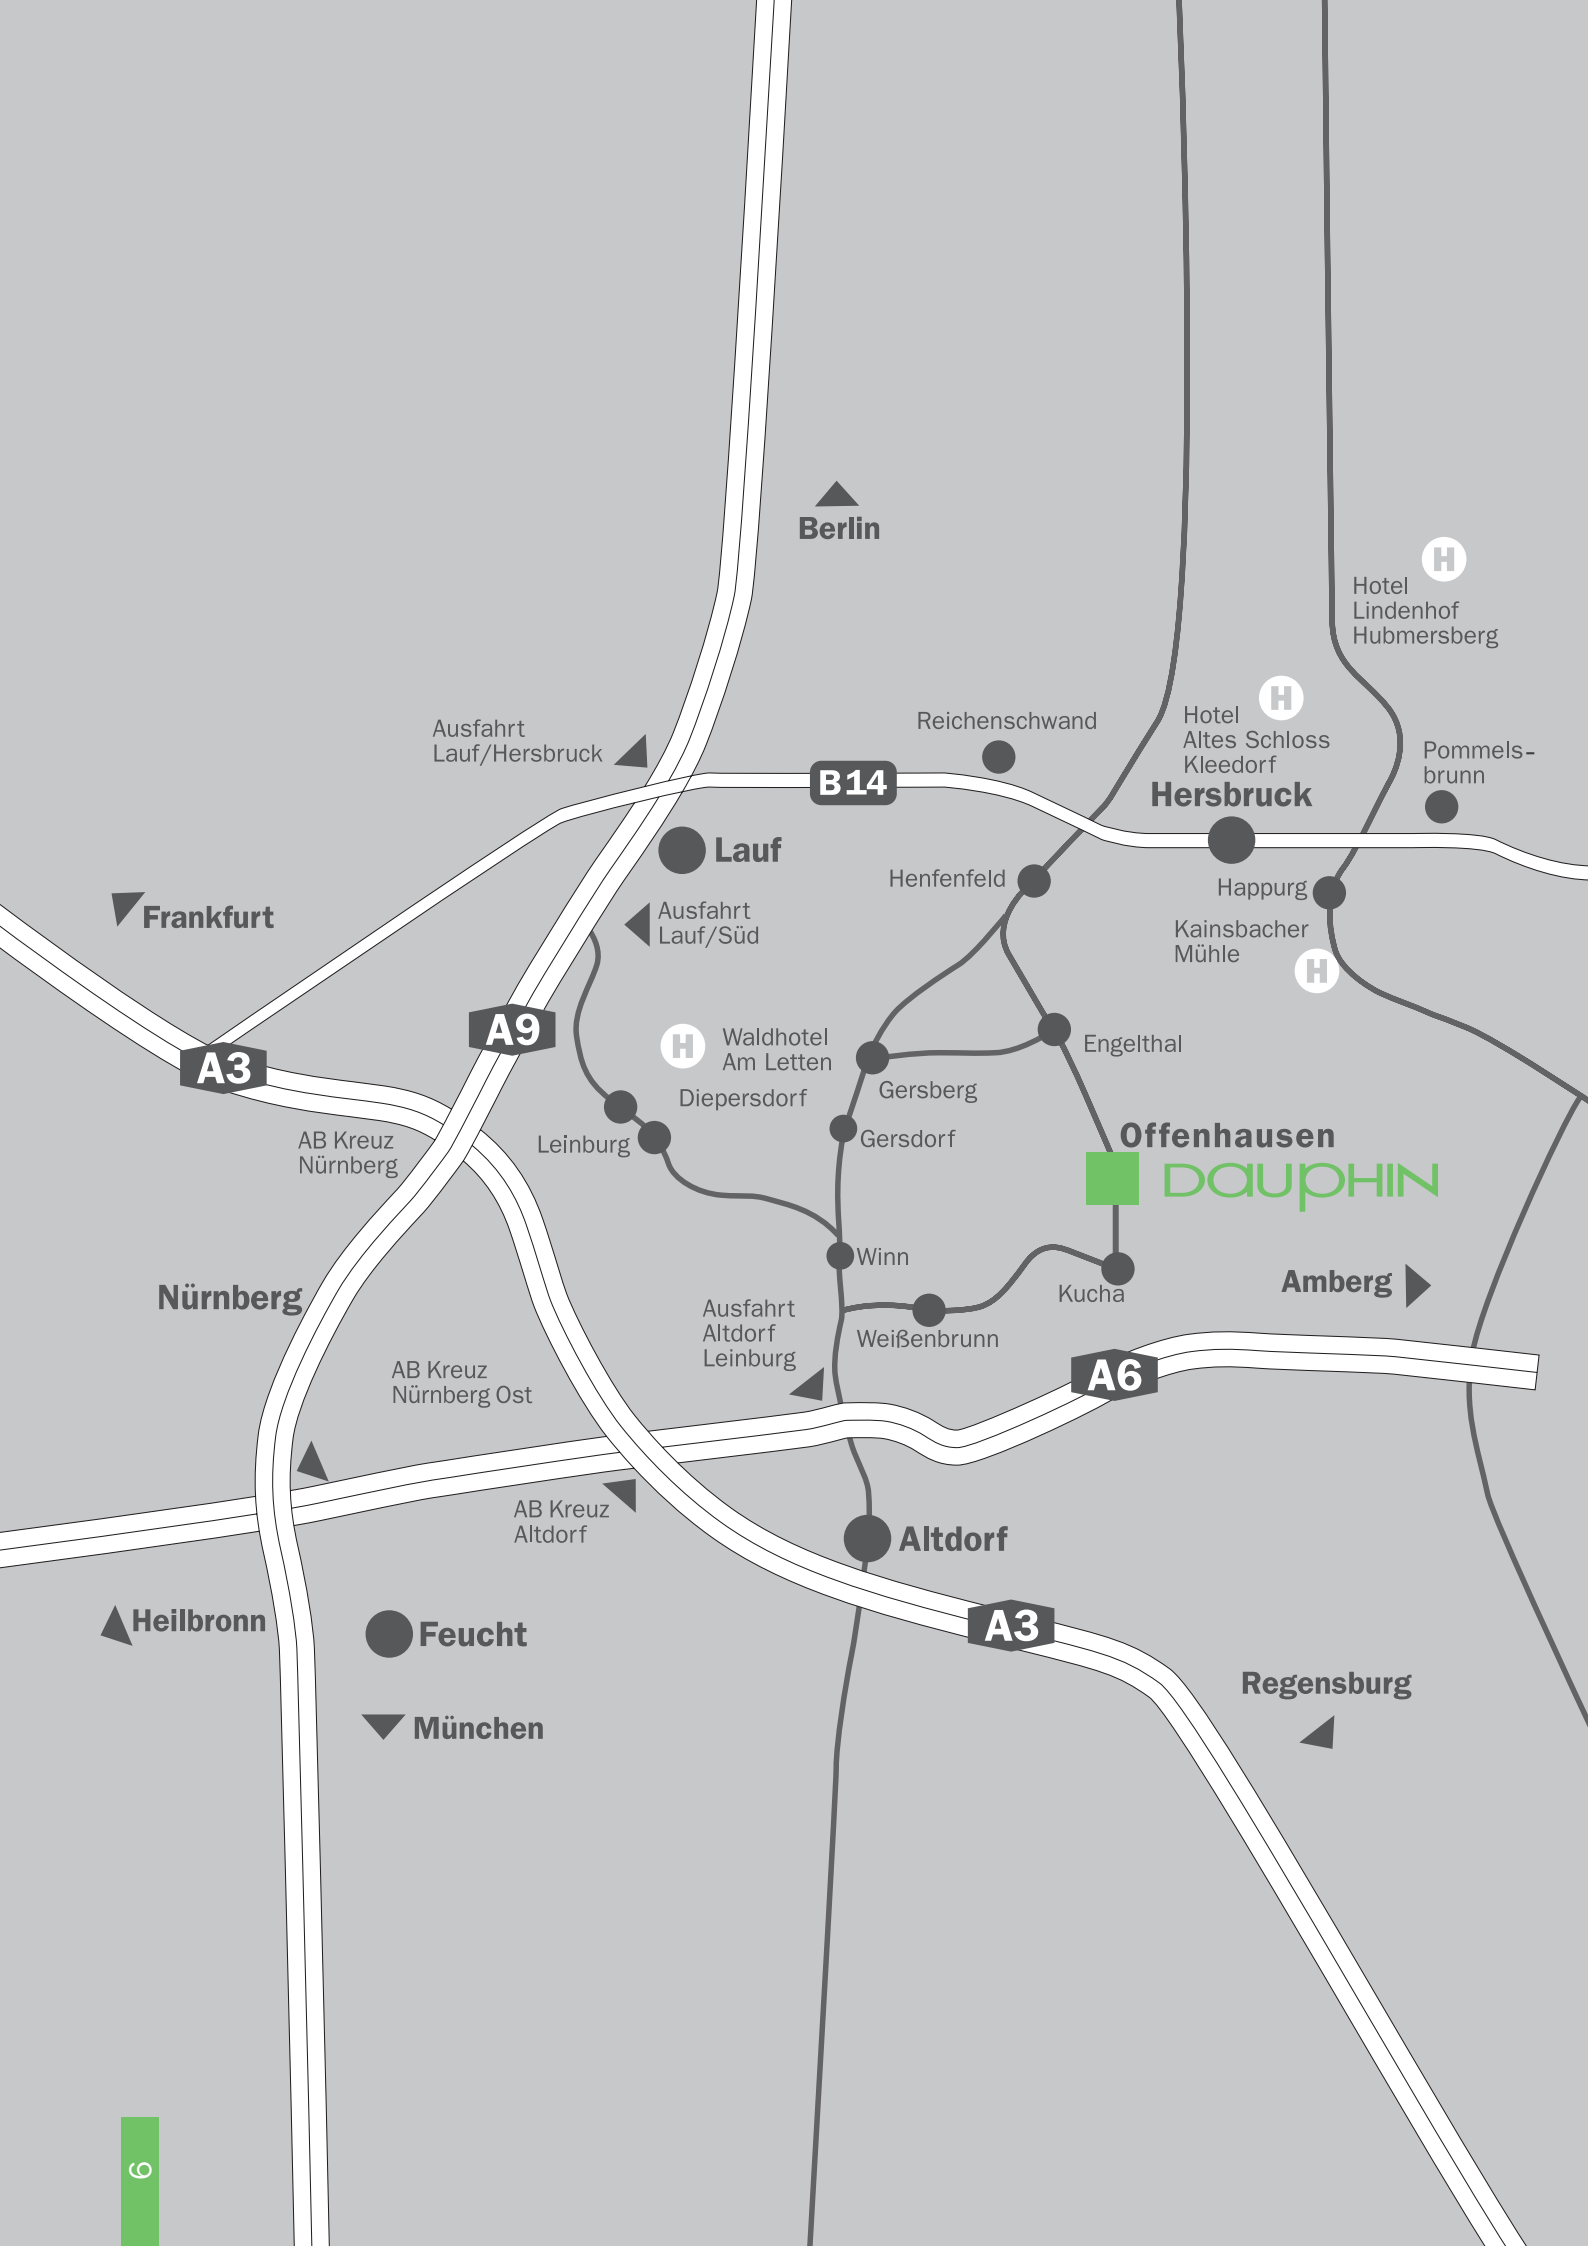 Berlin
H
Hotel
Lindenhof
Hubmersberg
H
Hotel
Altes Schloss
Kleedorf
Reichenschwand
Ausfahrt
Lauf/Hersbruck
Pommels-
brunn
B14
Hersbruck
Lauf
Henfenfeld
Happurg
Frankfurt
Ausfahrt
Lauf/Süd
Kainsbacher
Mühle
H
A9
H
Waldhotel
Am Letten
Diepersdorf
Engelthal
A3
Gersberg
AB Kreuz
Nürnberg
Leinburg
Gersdorf
Offenhausen
DAUPHIN
Winn
Nürnberg
Kucha
Amberg
Ausfahrt
Altdorf
Leinburg
Weißenbrunn
AB Kreuz
Nürnberg Ost
A6
AB Kreuz
Altdorf
Altdorf
Heilbronn
Feucht
A3
Regensburg
München
6